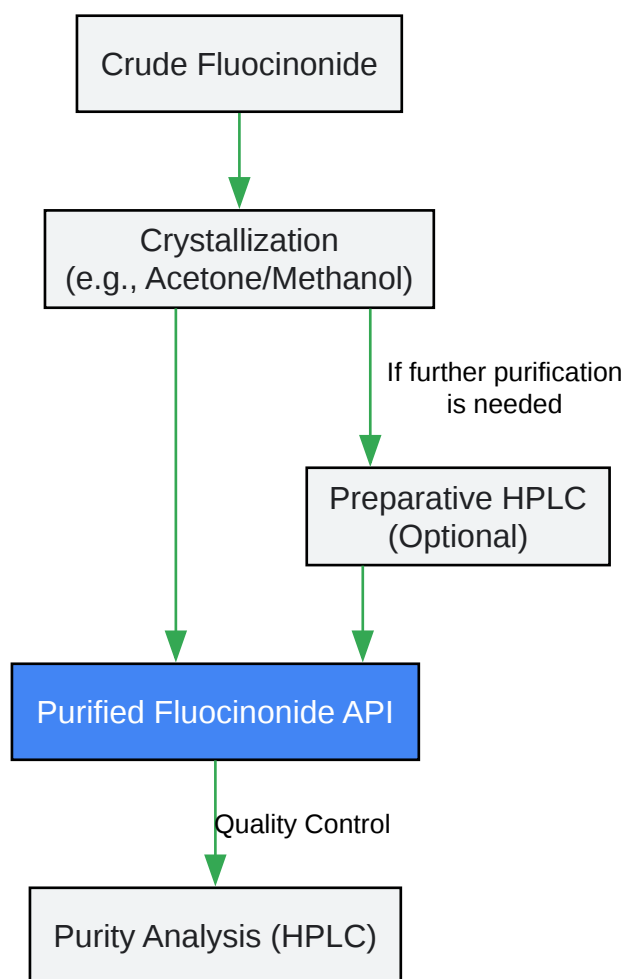 Crude Fluocinonide
Crystallization
(e.g., Acetone/Methanol)
If further purification
is needed
Preparative HPLC
(Optional)
Purified Fluocinonide API
Quality Control
Purity Analysis (HPLC)